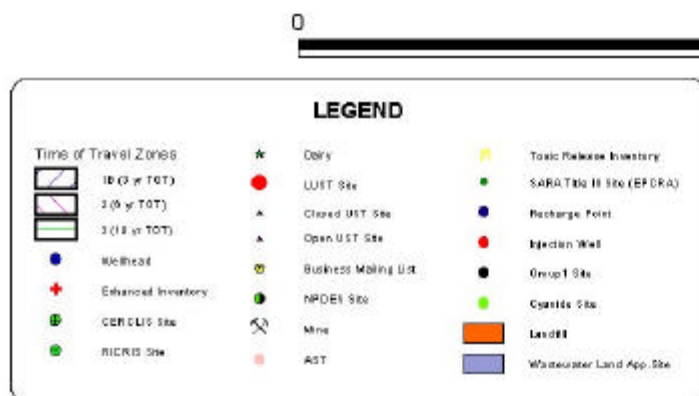 0
LEGEND
Time of Travel Zones
1B (3 yr TOT)
2 (6 yr TOT)
3 (10 yr TOT)
Wellhead
Enhanced Inventory
CERCLIS Site
RICRIS Site
Dairy
LUST Site
Closed UST Site
Open UST Site
Business Mailing List
NPDES Site
Mine
AST
Toxic Release Inventory
SARA Title III Site (EPCRA)
Recharge Point
Injection Well
Group1 Site
Cyanide Site
Landfill
Wastewater Land App. Site